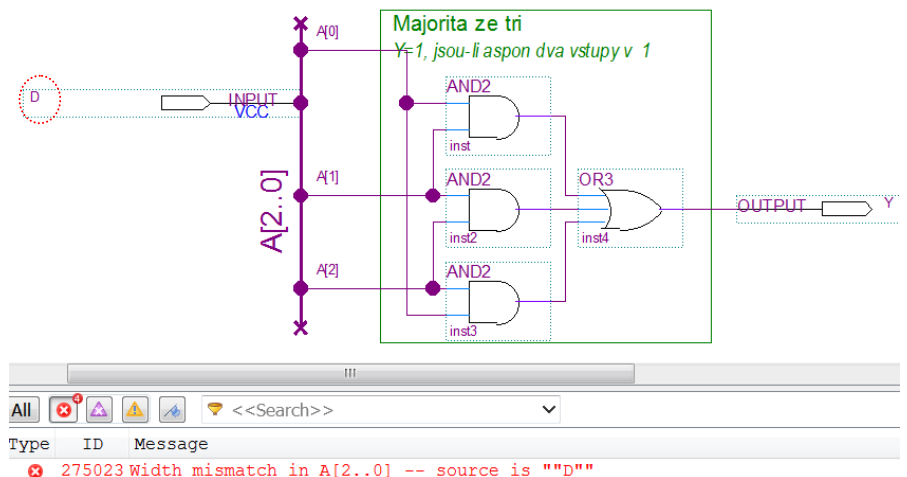 Majorita ze tri
Y=1, jsou-li aspon dva vstupy v 1
A[0]
D
INPUT
VCC
AND2
inst
A[1]
A[2..0]
AND2
inst2
OR3
inst4
OUTPUT
Y
A[2]
AND2
inst3
All
4
<<Search>>
Type ID Message
275023 Width mismatch in A[2..0] -- source is ""D""